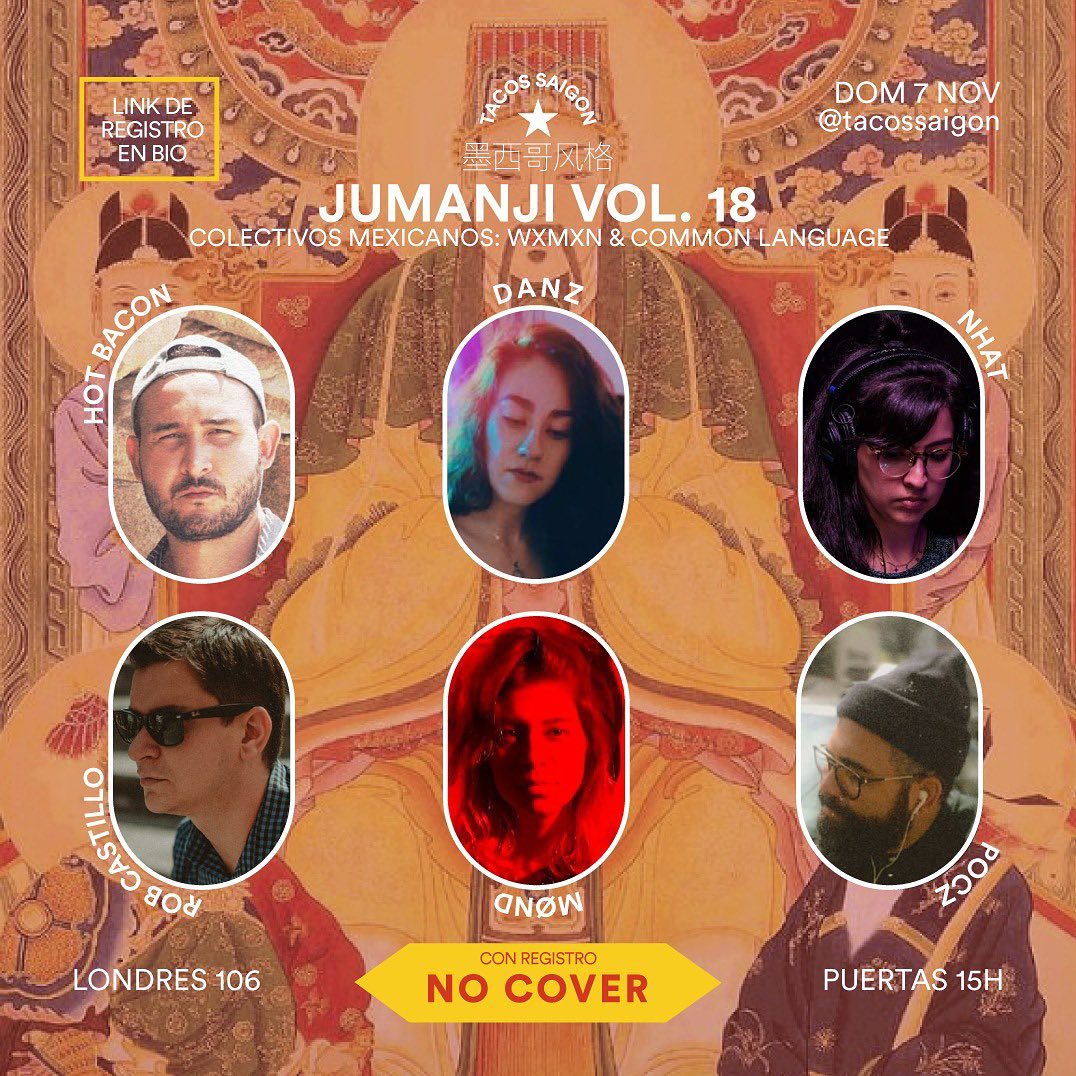 LINK DE
REGISTRO
EN BIO
TACOS SAIGON
墨西哥风格
DOM 7 NOV
@tacossaigon
JUMANJI VOL. 18
COLECTIVOS MEXICANOS: WXMXN & COMMON LANGUAGE
HOT BACON
DANZ
NHAT
ROB CASTILLO
MØND
POCZ
LONDRES 106
CON REGISTRO
NO COVER
PUERTAS 15H